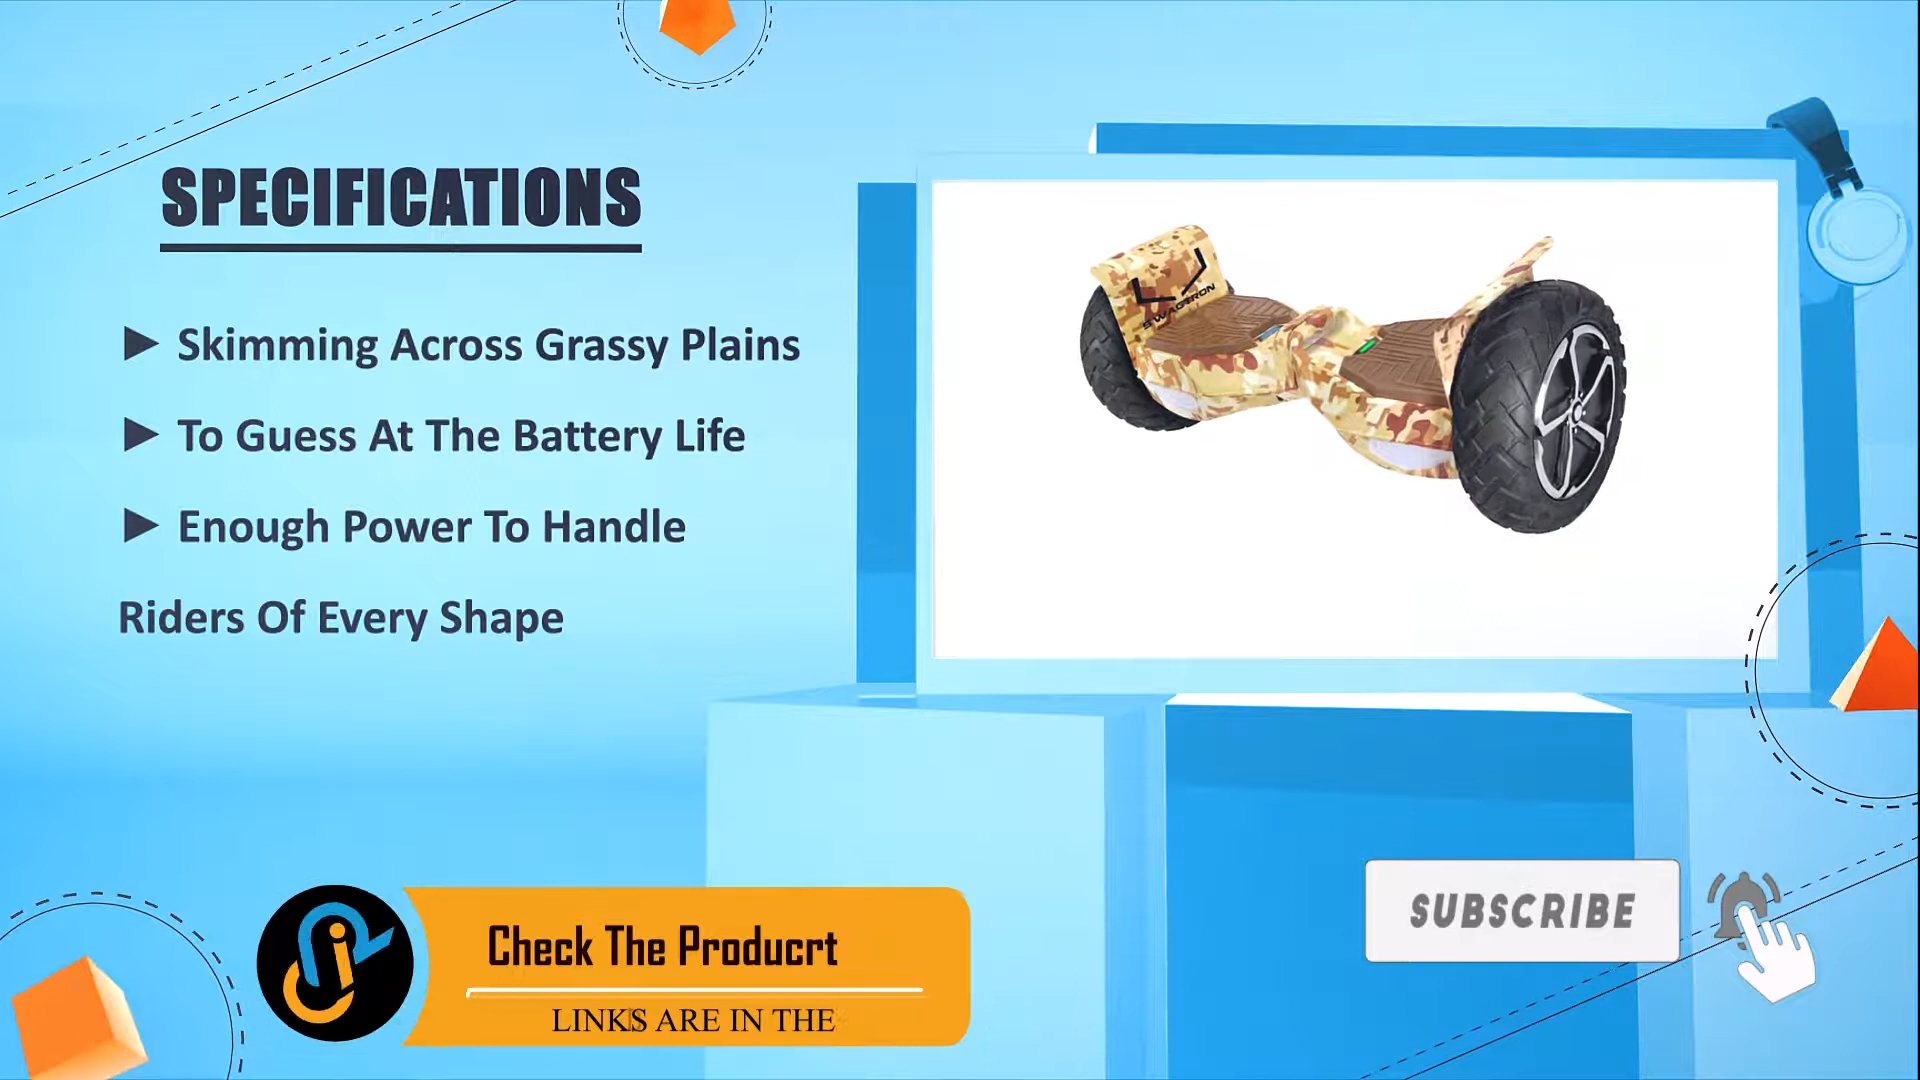 SPECIFICATIONS
► Skimming Across Grassy Plains
► To Guess At The Battery Life
► Enough Power To Handle
Riders Of Every Shape
SWAGTRON
Check The Producrt
LINKS ARE IN THE
SUBSCRIBE